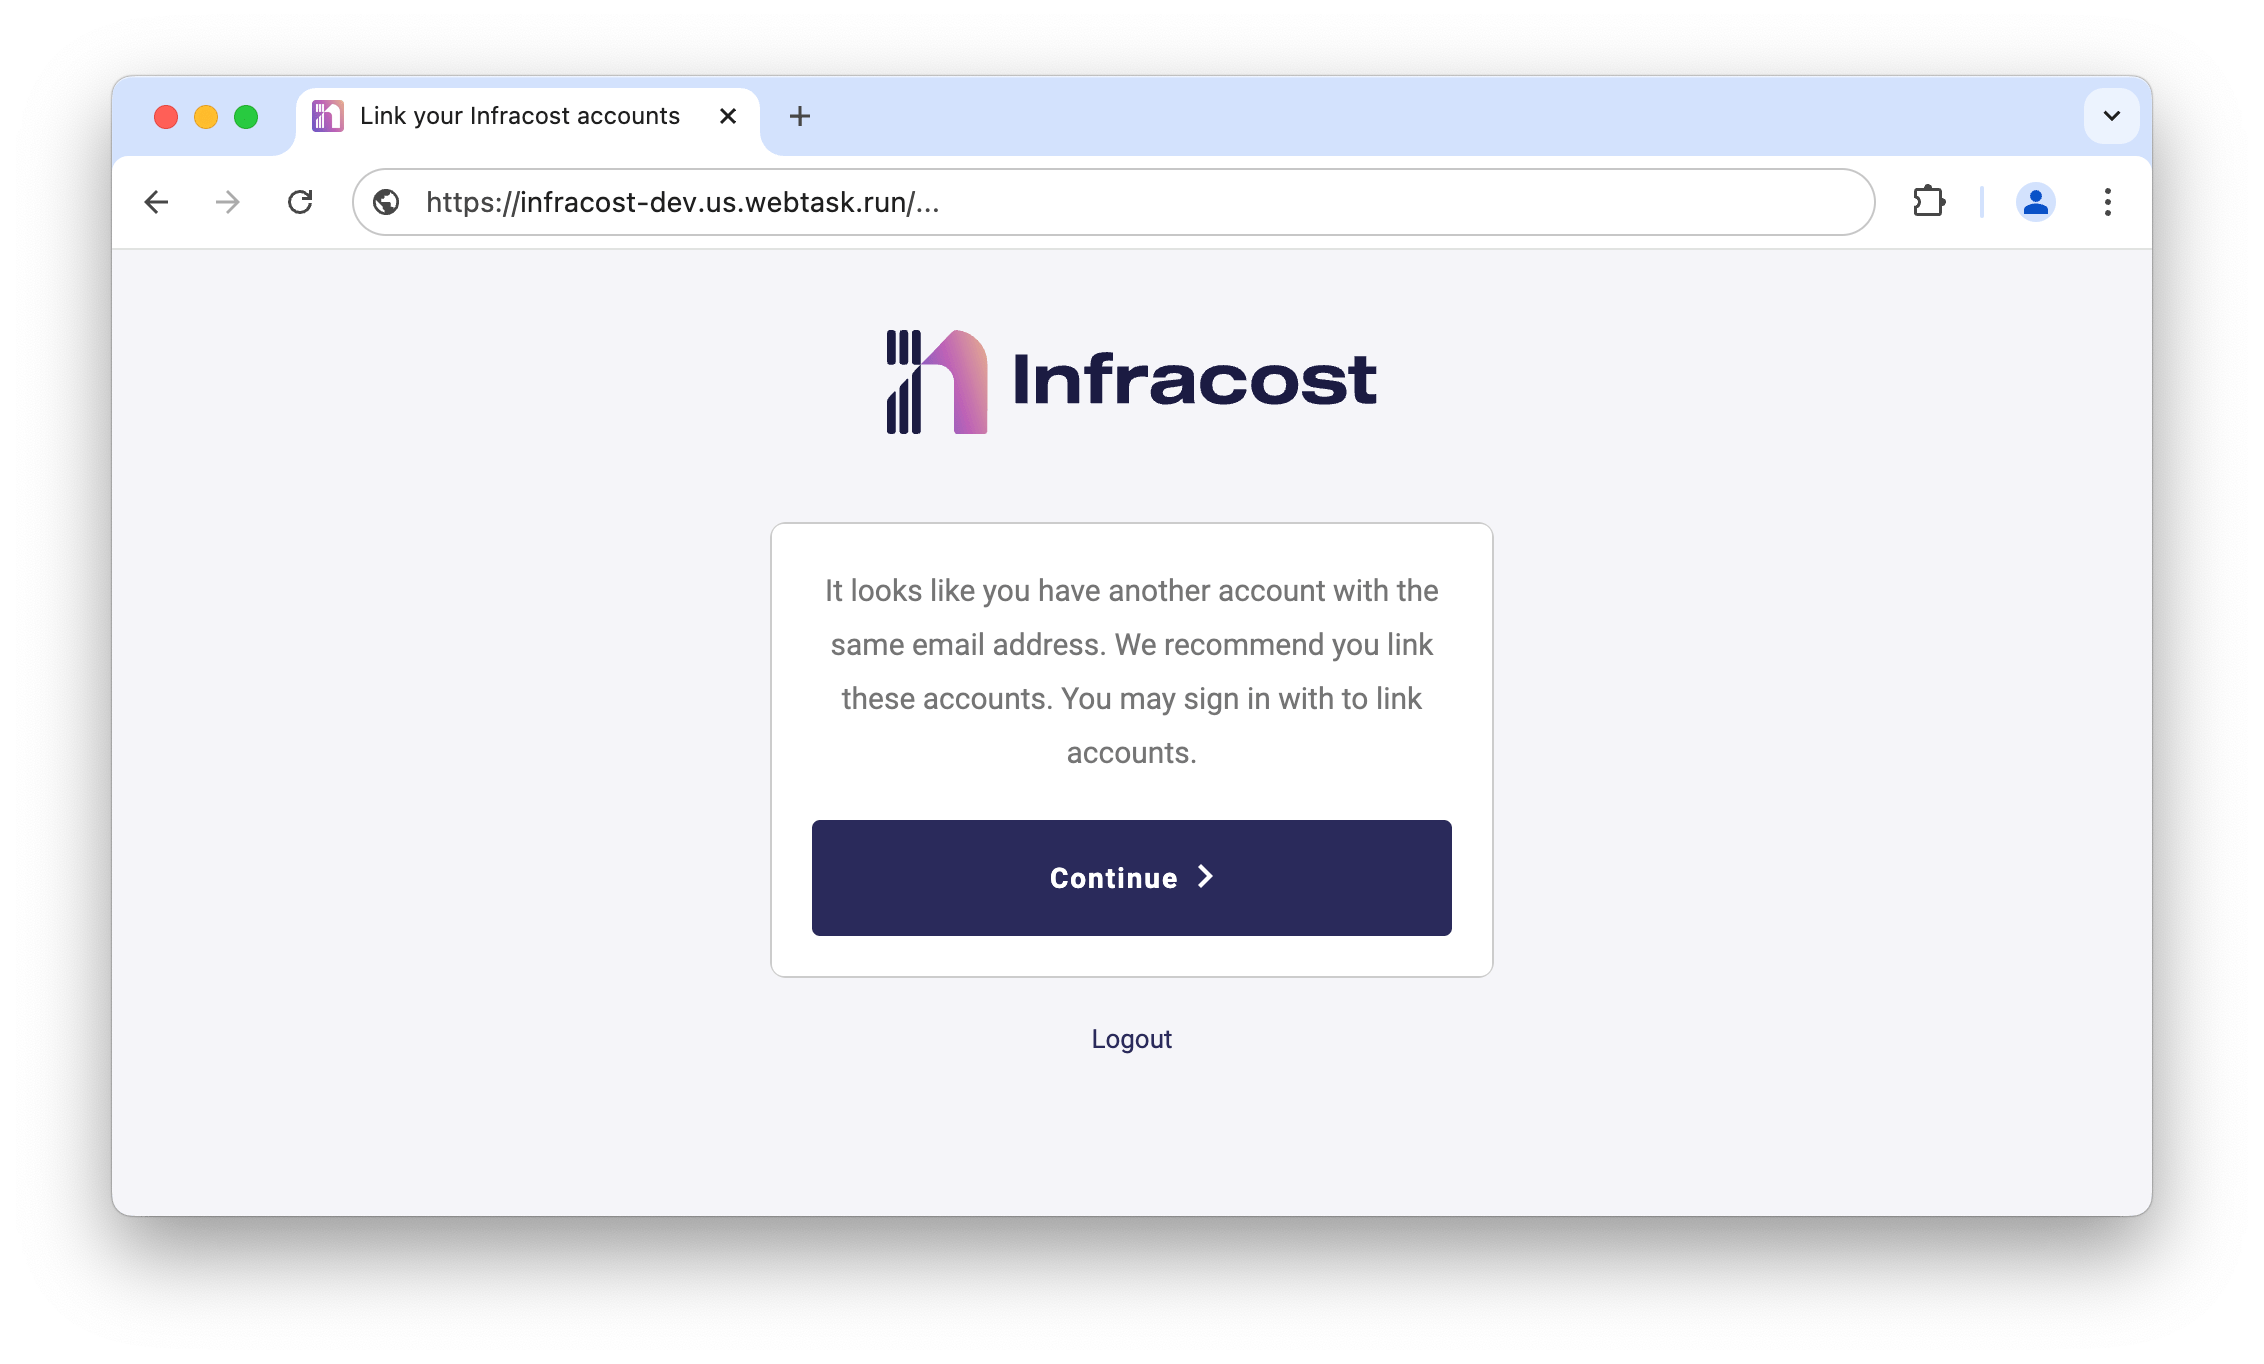 Link your Infracost accounts
https://infracost-dev.us.webtask.run/...
Infracost
It looks like you have another account with the
same email address. We recommend you link
these accounts. You may sign in with to link
accounts.
Continue
Logout